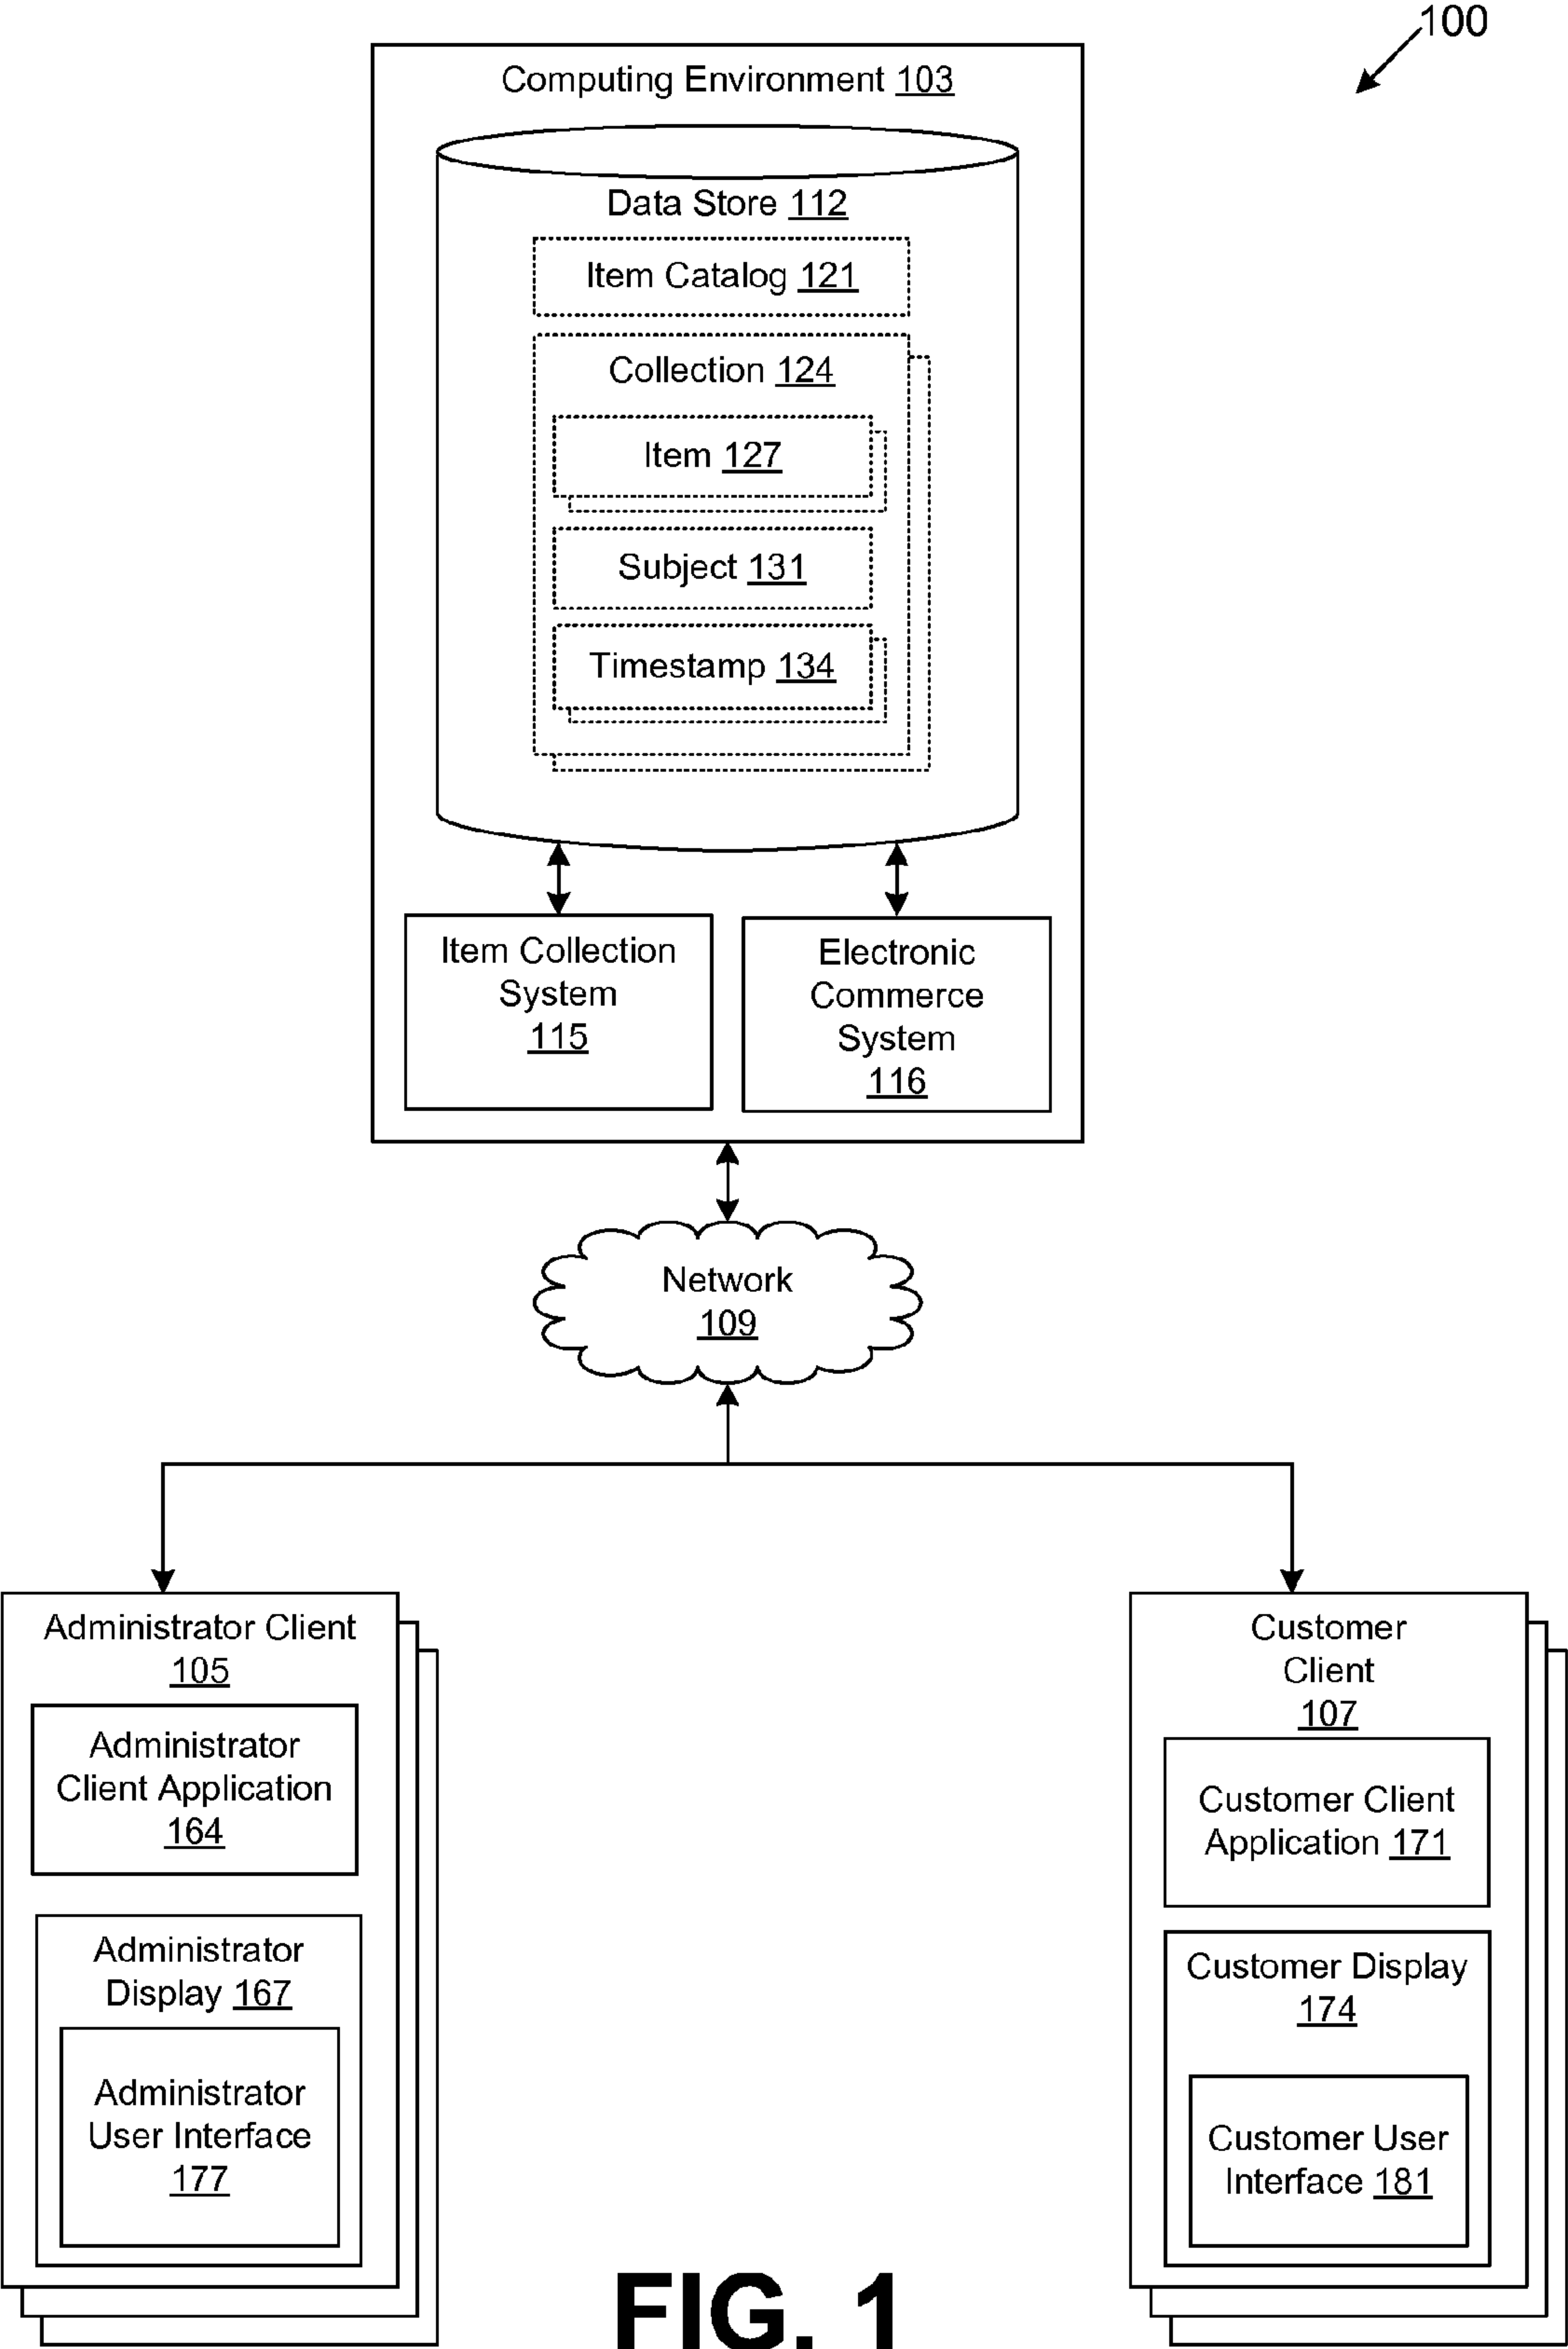 100
Computing Environment 103
Data Store 112
Item Catalog 121
Collection 124
Item 127
Subject 131
Timestamp 134
Item Collection
System
115
Electronic
Commerce
System
116
Network
109
Administrator Client
105
Administrator
Client Application
164
Administrator
Display 167
Administrator
User Interface
177
Customer
Client
107
Customer Client
Application 171
Customer Display
174
Customer User
Interface 181
FIG. 1